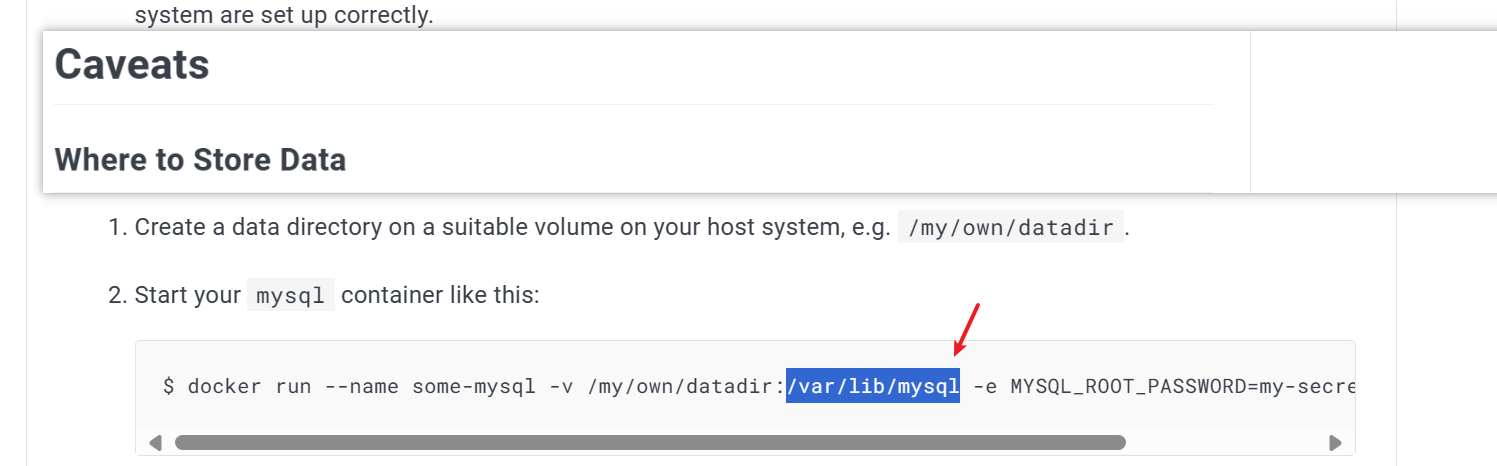 system are set up correctly.
Caveats
Where to Store Data
1. Create a data directory on a suitable volume on your host system, e.g. /my/own/datadir .
2. Start your mysql container like this:
$ docker run --name some-mysql -v /my/own/datadir:/var/lib/mysql -e MYSQL_ROOT_PASSWORD=my-secre